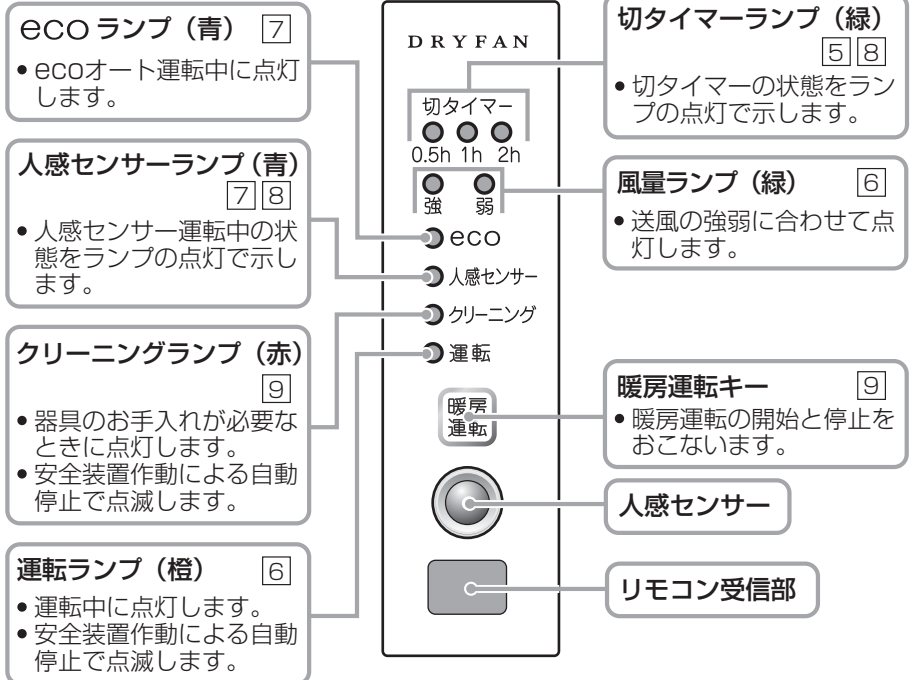 ecoランプ（青） 7
• ecoオート運転中に点灯
します。
人感センサーランプ（青）
7 8
• 人感センサー運転中の状
態をランプの点灯で示し
ます。
クリーニングランプ（赤）
9
• 器具のお手入れが必要な
ときに点灯します。
• 安全装置作動による自動
停止で点滅します。
運転ランプ（橙） 6
• 運転中に点灯します。
• 安全装置作動による自動
停止で点滅します。
DRYFAN
切タイマー
0.5h 1h 2h
強 弱
eco
人感センサー
クリーニング
運転
暖房
運転
切タイマーランプ（緑）
5 8
• 切タイマーの状態をラン
プの点灯で示します。
風量ランプ（緑） 6
• 送風の強弱に合わせて点
灯します。
暖房運転キー 9
• 暖房運転の開始と停止を
おこないます。
人感センサー
リモコン受信部